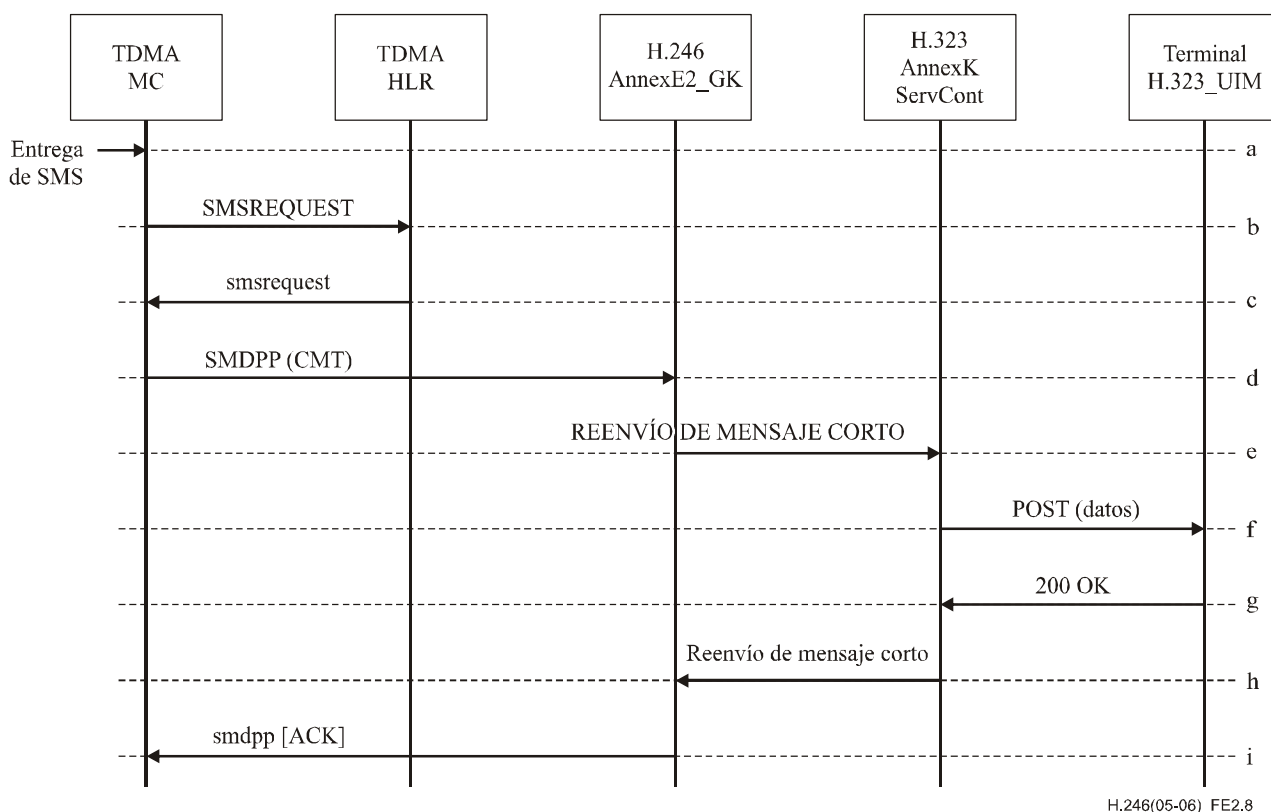 TDMA
MC
TDMA
HLR
H.246
AnnexE2_GK
H.323
AnnexK
ServCont
Terminal
H.323_UIM
Entrega
de SMS
a
SMSREQUEST
b
smsrequest
c
SMDPP (CMT)
d
REENVÍO DE MENSAJE CORTO
e
POST (datos)
f
200 OK
g
Reenvío de mensaje corto
h
smdpp [ACK]
i
H.246(05-06)_FE2.8